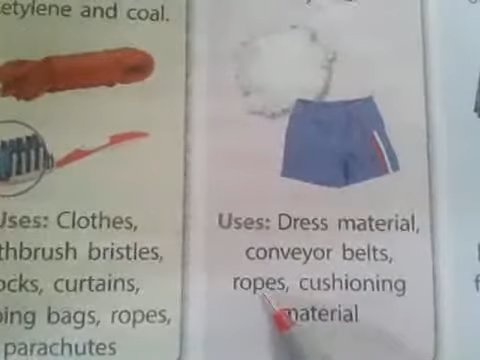 etylene and coal.
Uses: Clothes,
thbrush bristles,
ocks, curtains,
ping bags, ropes,
parachutes
Uses: Dress material,
conveyor belts,
ropes, cushioning
material